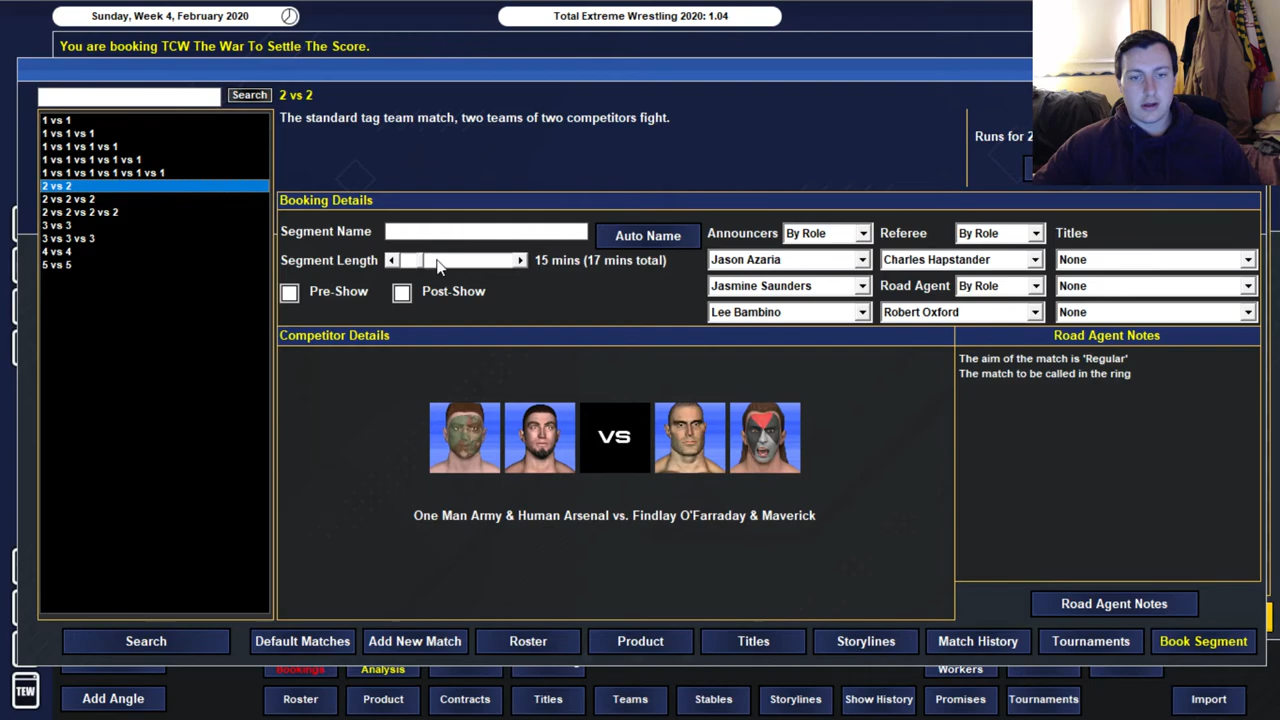 Sunday, Week 4, February 2020
Total Extreme Wrestling 2020: 1.04
You are booking TCW The War To Settle The Score.
Search
2 vs 2
The standard tag team match, two teams of two competitors fight.
Runs for 2
1 vs 1
1 vs 1 vs 1
1 vs 1 vs 1 vs 1
1 vs 1 vs 1 vs 1 vs 1
1 vs 1 vs 1 vs 1 vs 1 vs 1
2 vs 2
2 vs 2 vs 2
2 vs 2 vs 2 vs 2
3 vs 3
3 vs 3 vs 3
4 vs 4
5 vs 5
Booking Details
Segment Name
Auto Name
Announcers
By Role
Referee
By Role
Titles
Segment Length
15 mins (17 mins total)
Jason Azaria
Charles Hapstander
None
Pre-Show
Post-Show
Jasmine Saunders
Road Agent
By Role
None
Lee Bambino
Robert Oxford
None
Competitor Details
Road Agent Notes
The aim of the match is 'Regular'
The match to be called in the ring
VS
One Man Army & Human Arsenal vs. Findlay O'Farraday & Maverick
Road Agent Notes
Search
Default Matches
Add New Match
Roster
Product
Titles
Storylines
Match History
Tournaments
Book Segment
Bookings
Analysis
Workers
TEW
Add Angle
Roster
Product
Contracts
Titles
Teams
Stables
Storylines
Show History
Promises
Tournaments
Import